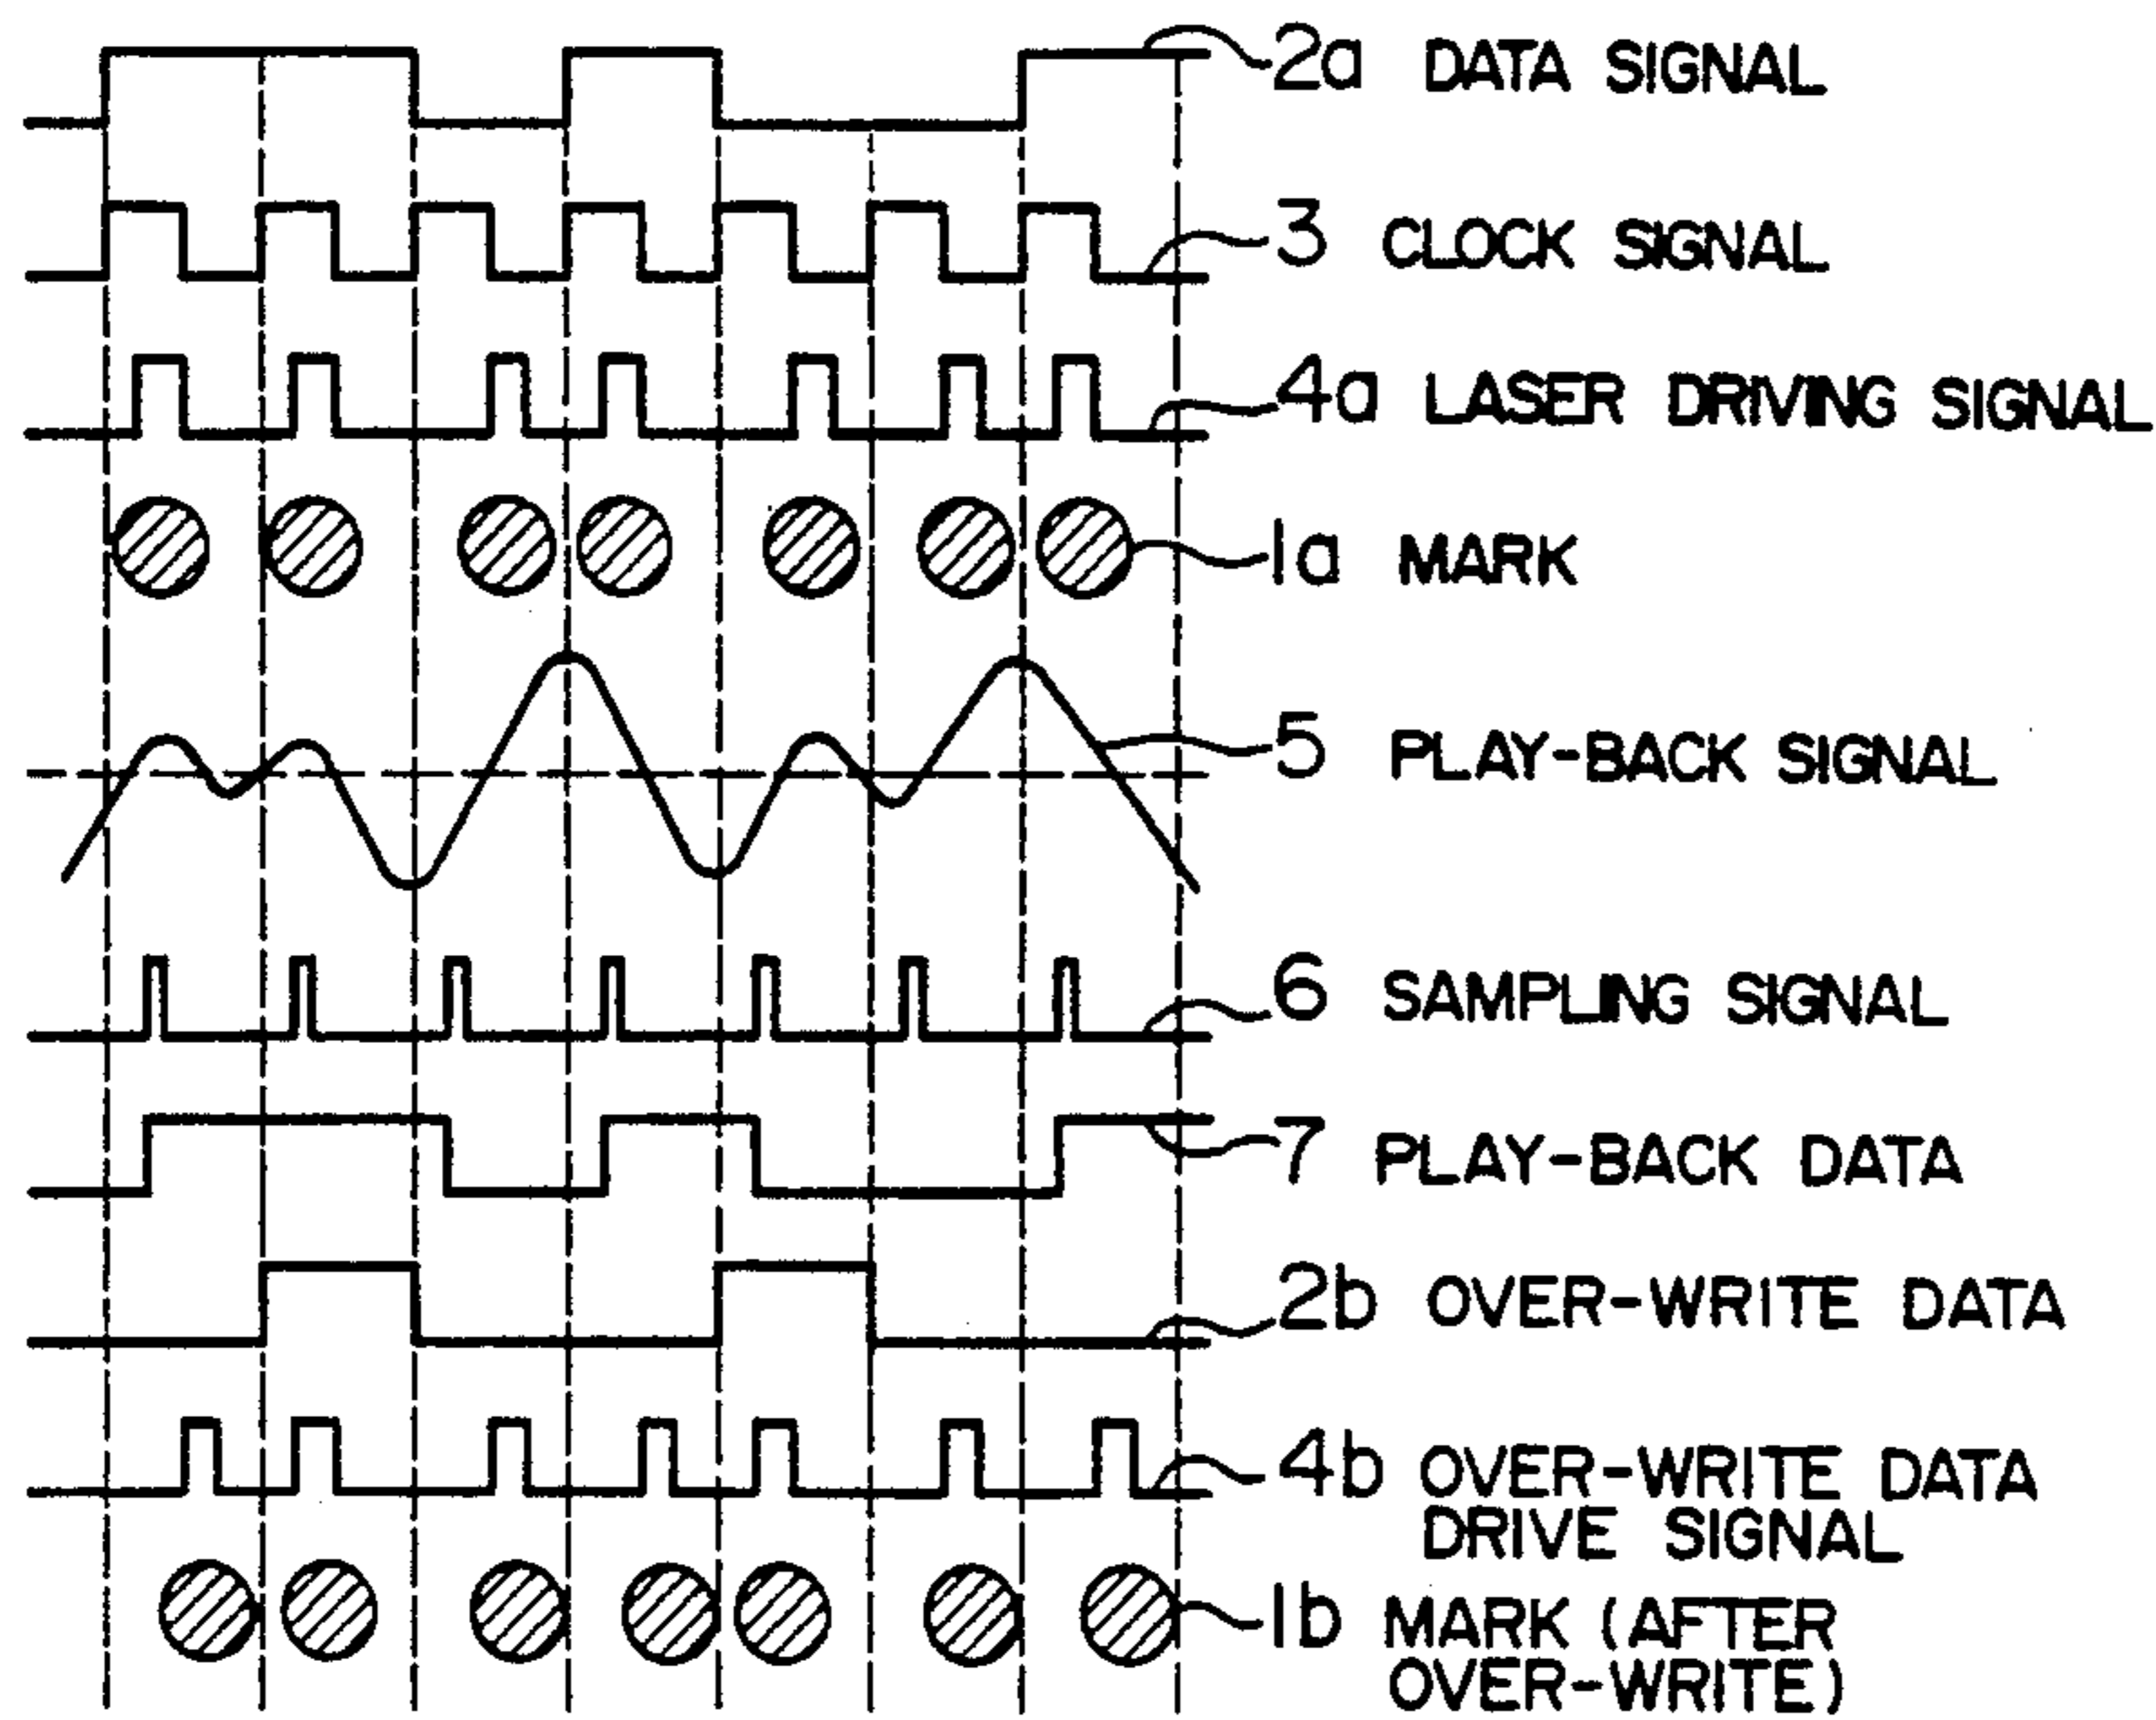 2a DATA SIGNAL
3 CLOCK SIGNAL
4a LASER DRIVING SIGNAL
1a MARK
5 PLAY-BACK SIGNAL
6 SAMPLING SIGNAL
7 PLAY-BACK DATA
2b OVER-WRITE DATA
4b OVER-WRITE DATA
DRIVE SIGNAL
1b MARK (AFTER
OVER-WRITE)